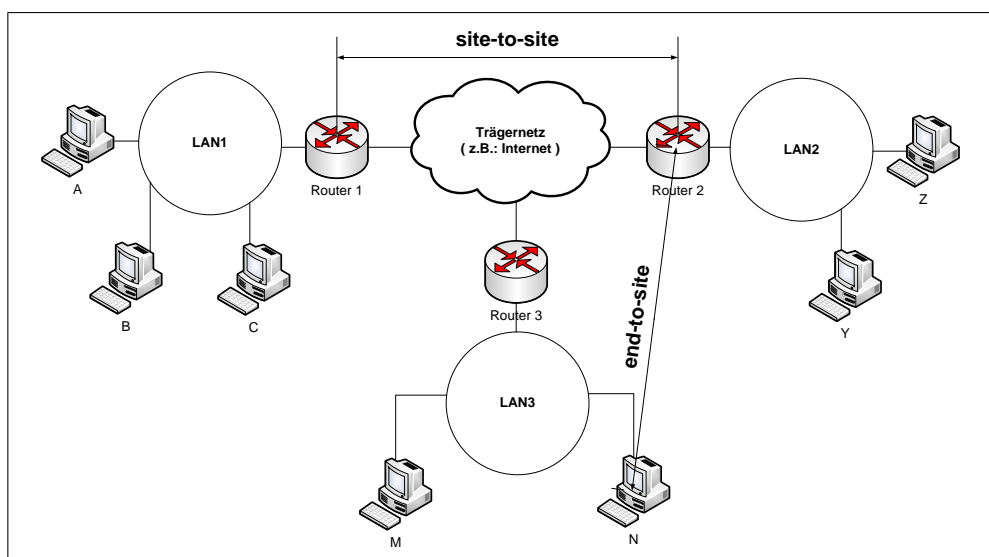 site-to-site
Trägernetz
( z.B.: Internet )
LAN1
LAN2
A
Router 1
Router 2
Z
B
C
Router 3
end-to-site
Y
LAN3
M
N